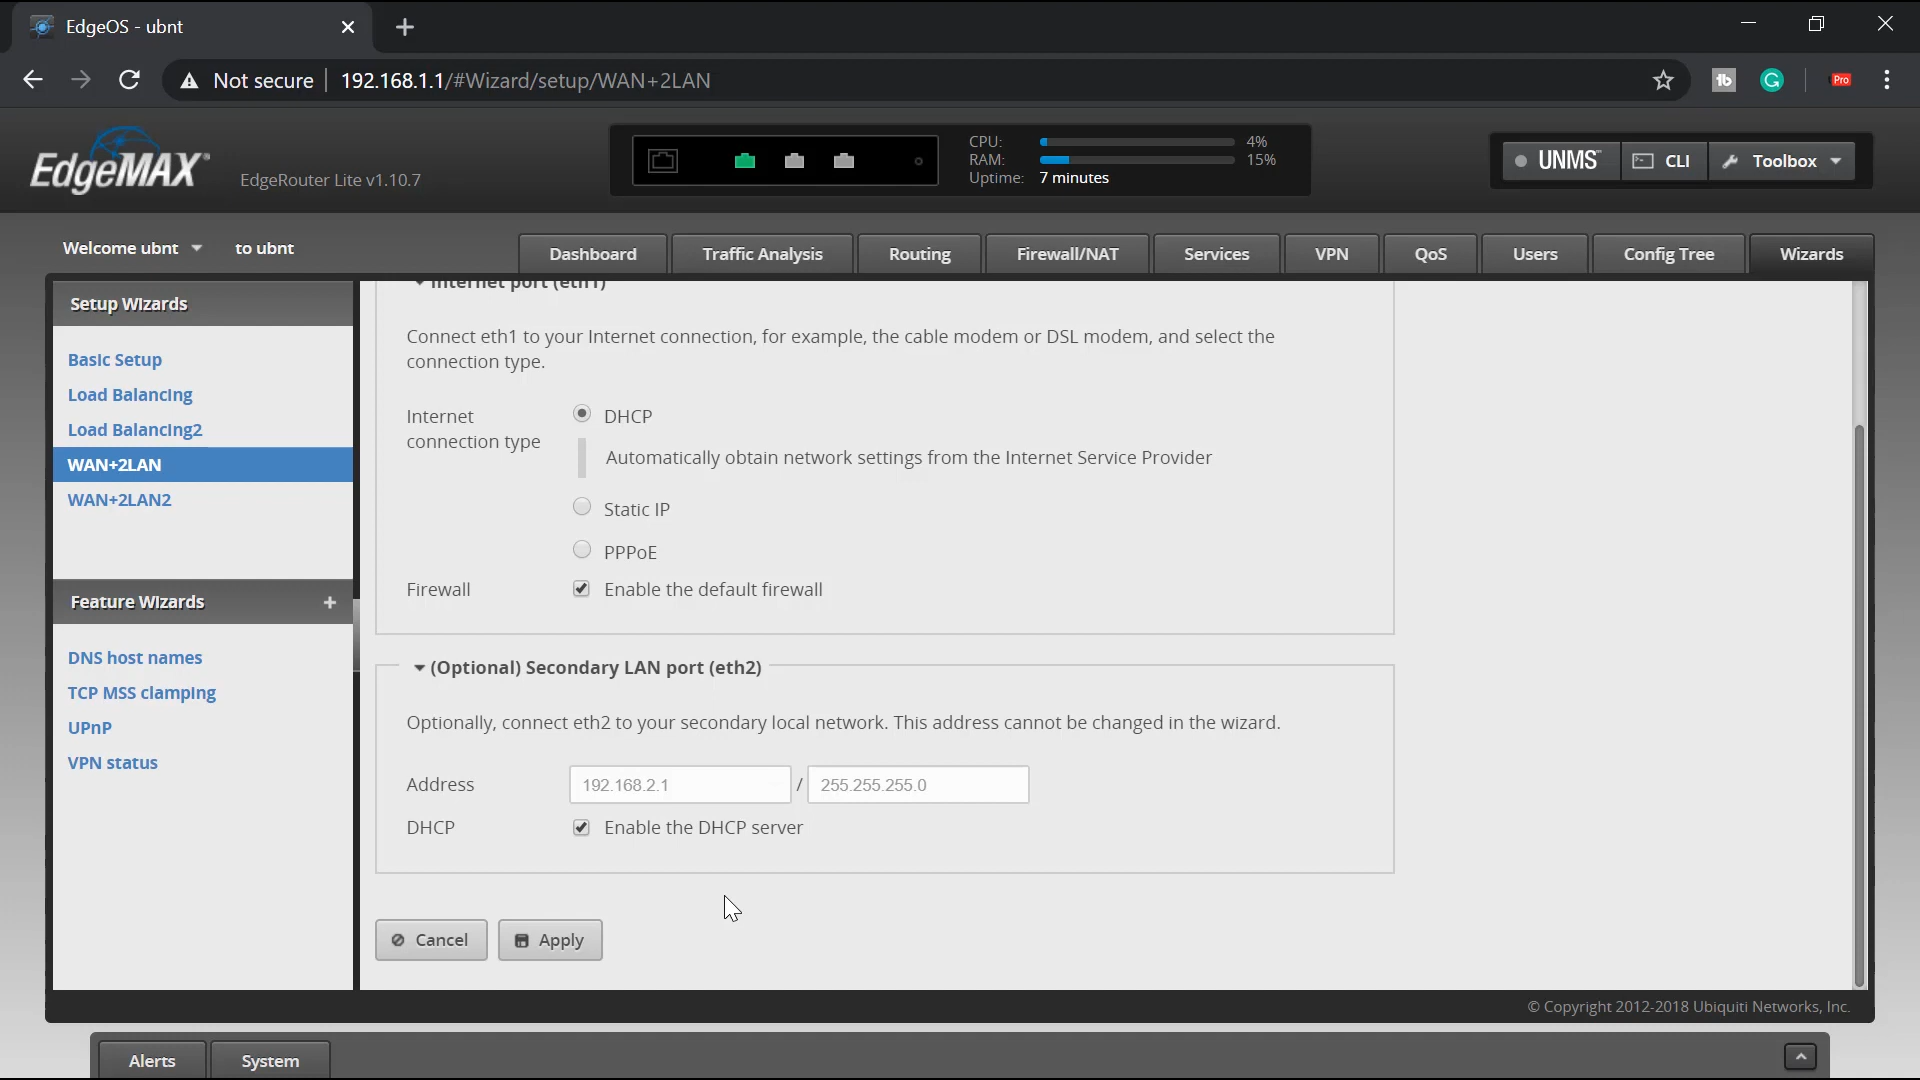 EdgeOS - ubnt
Not secure 192.168.1.1/#Wizard/setup/WAN+2LAN
tb
G
Pro
EdgeMAX
EdgeRouter Lite v1.10.7
CPU: 4%
RAM: 15%
Uptime: 7 minutes
UNMS™ CLI Toolbox
Welcome ubnt to ubnt
Dashboard Traffic Analysis Routing Firewall/NAT Services VPN QoS Users Config Tree Wizards
Setup Wizards
Basic Setup
Load Balancing
Load Balancing2
WAN+2LAN
WAN+2LAN2
Feature Wizards +
DNS host names
TCP MSS clamping
UPnP
VPN status
Internet port (eth1)
Connect eth1 to your Internet connection, for example, the cable modem or DSL modem, and select the
connection type.
Internet
connection type
DHCP
Automatically obtain network settings from the Internet Service Provider
Static IP
PPPoE
Firewall Enable the default firewall
(Optional) Secondary LAN port (eth2)
Optionally, connect eth2 to your secondary local network. This address cannot be changed in the wizard.
Address 192.168.2.1 / 255.255.255.0
DHCP Enable the DHCP server
Cancel Apply
© Copyright 2012-2018 Ubiquiti Networks, Inc.
Alerts System